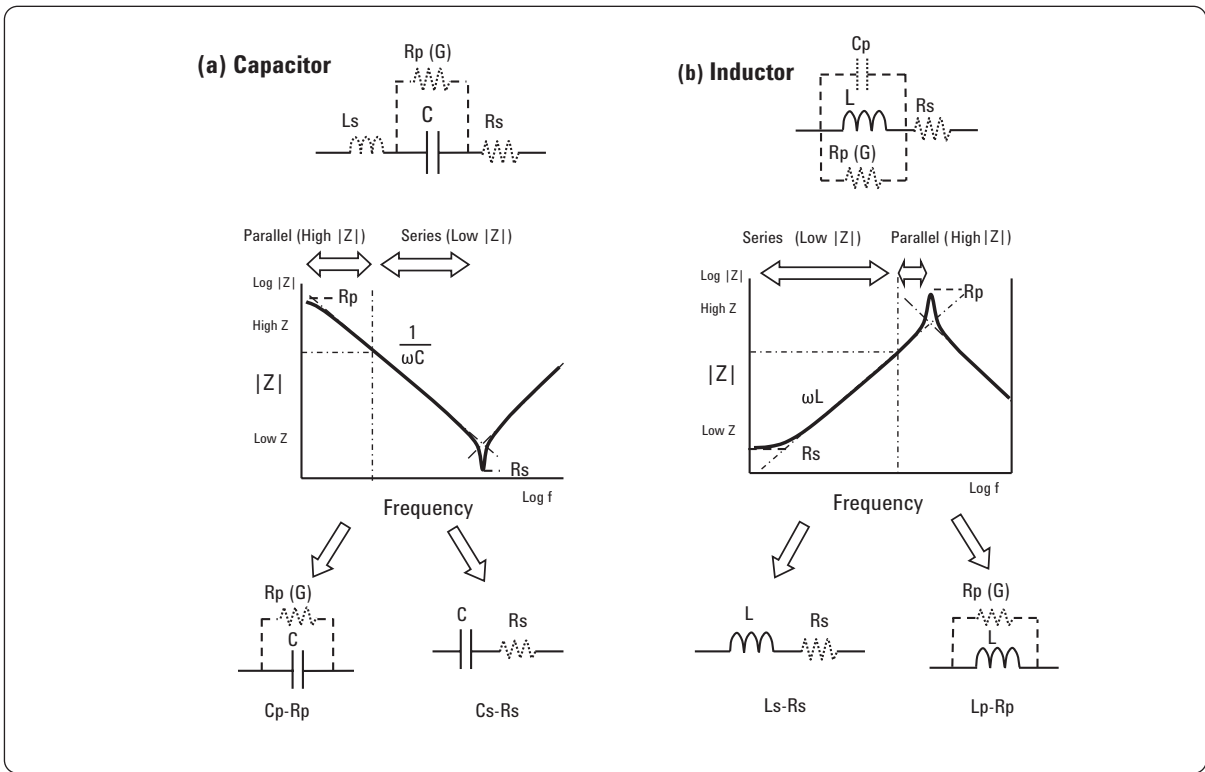 (a) Capacitor
Rp (G)
C
Ls
Rs
Parallel (High |Z|)
Series (Low |Z|)
Log |Z|
Rp
High Z
1
ωC
|Z|
Low Z
Rs
Log f
Frequency
Rp (G)
C
Cp-Rp
C
Rs
Cs-Rs
(b) Inductor
Cp
L
Rs
Rp (G)
Series (Low |Z|)
Parallel (High |Z|)
Log |Z|
Rp
High Z
|Z|
ωL
Low Z
Rs
Log f
Frequency
L
Rs
Ls-Rs
Rp (G)
L
Lp-Rp